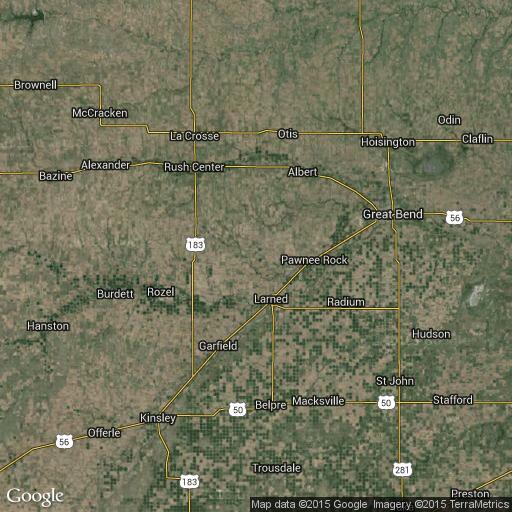 Brownell
McCracken
Odin
La Crosse
Otis
Hoisington
Claflin
Alexander
Rush Center
Bazine
Albert
Great Bend
56
183
Pawnee Rock
Burdett
Rozel
Larned
Radium
Hanston
Hudson
Garfield
St John
50
Belpre
Macksville
50
Stafford
Kinsley
Offerle
56
Trousdale
281
183
Preston
Google
Map data ©2015 Google Imagery ©2015 TerraMetrics